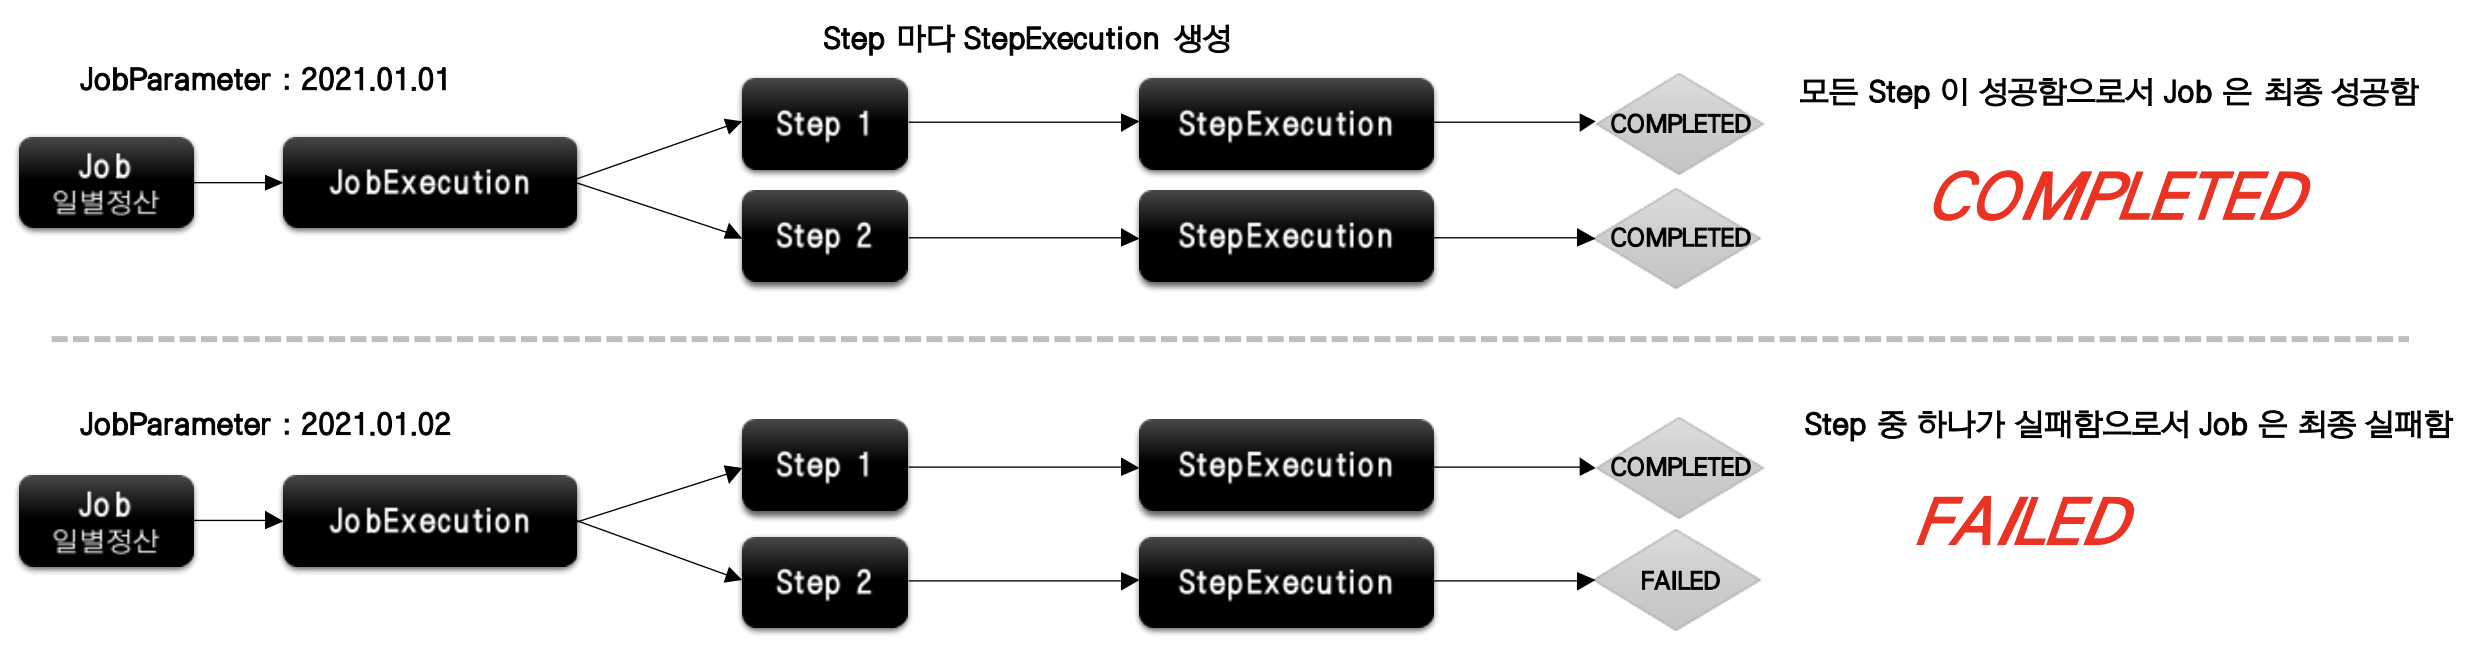 Step 마다 StepExecution 생성
JobParameter : 2021.01.01
Job
일별정산
JobExecution
Step 1
StepExecution
COMPLETED
Step 2
StepExecution
COMPLETED
모든 Step 이 성공함으로서 Job 은 최종 성공함
COMPLETED
JobParameter : 2021.01.02
Job
일별정산
JobExecution
Step 1
StepExecution
COMPLETED
Step 2
StepExecution
FAILED
Step 중 하나가 실패함으로서 Job 은 최종 실패함
FAILED